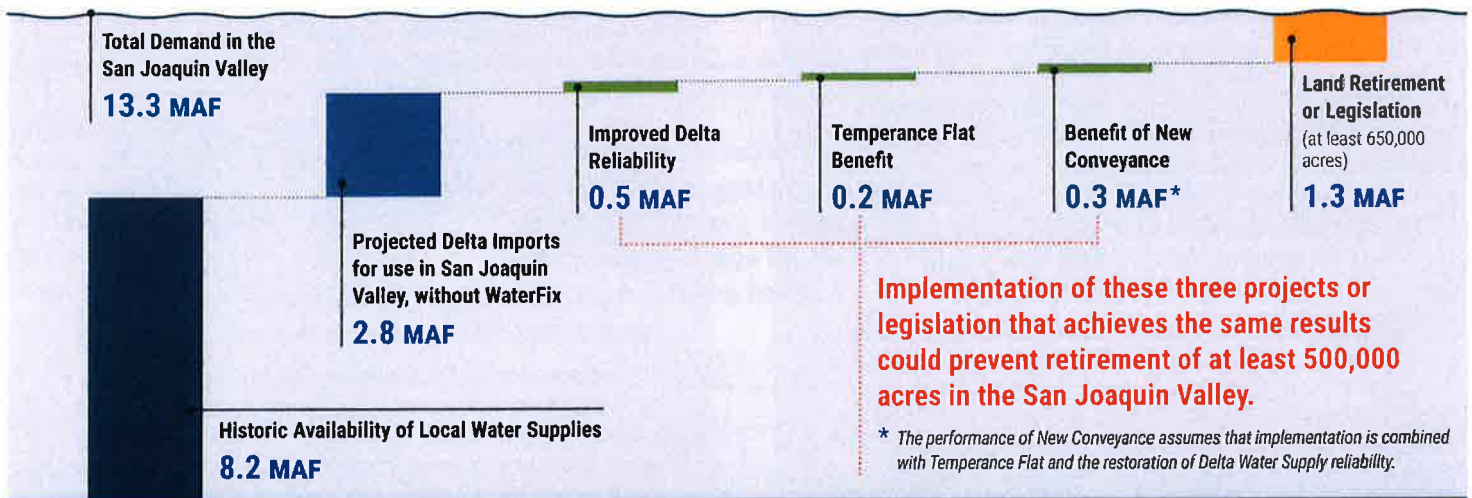 Total Demand in the
San Joaquin Valley
13.3 MAF
Projected Delta Imports
for use in San Joaquin
Valley, without WaterFix
2.8 MAF
Historic Availability of Local Water Supplies
8.2 MAF
Improved Delta
Reliability
0.5 MAF
Temperance Flat
Benefit
0.2 MAF
Benefit of New
Conveyance
0.3 MAF*
Land Retirement
or Legislation
(at least 650,000
acres)
1.3 MAF
Implementation of these three projects or
legislation that achieves the same results
could prevent retirement of at least 500,000
acres in the San Joaquin Valley.
* The performance of New Conveyance assumes that implementation is combined
with Temperance Flat and the restoration of Delta Water Supply reliability.